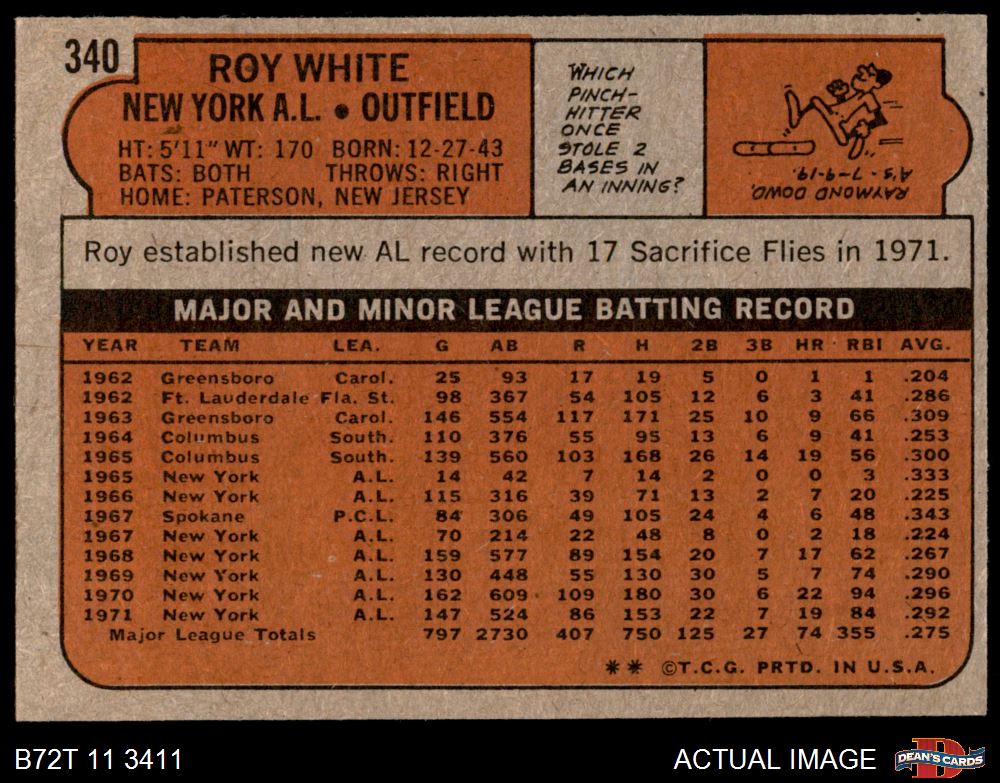 340
ROY WHITE
NEW YORK A.L. • OUTFIELD
HT: 5'11" WT: 170 BORN: 12-27-43
BATS: BOTH THROWS: RIGHT
HOME: PATERSON, NEW JERSEY
WHICH
PINCH-
HITTER
ONCE
STOLE 2
BASES IN
AN INNING?
RAYMOND DOWD,
A'S - 7-9-19.
Roy established new AL record with 17 Sacrifice Flies in 1971.
MAJOR AND MINOR LEAGUE BATTING RECORD
YEAR TEAM LEA. G AB R H 2B 3B HR RBI AVG.
1962 Greensboro Carol. 25 93 17 19 5 0 1 1 .204
1962 Ft. Lauderdale Fla. St. 98 367 54 105 12 6 3 41 .286
1963 Greensboro Carol. 146 554 117 171 25 10 9 66 .309
1964 Columbus South. 110 376 55 95 13 6 9 41 .253
1965 Columbus South. 139 560 103 168 26 14 19 56 .300
1965 New York A.L. 14 42 7 14 2 0 0 3 .333
1966 New York A.L. 115 316 39 71 13 2 7 20 .225
1967 Spokane P.C.L. 84 306 49 105 24 4 6 48 .343
1967 New York A.L. 70 214 22 48 8 0 2 18 .224
1968 New York A.L. 159 577 89 154 20 7 17 62 .267
1969 New York A.L. 130 448 55 130 30 5 7 74 .290
1970 New York A.L. 162 609 109 180 30 6 22 94 .296
1971 New York A.L. 147 524 86 153 22 7 19 84 .292
Major League Totals 797 2730 407 750 125 27 74 355 .275
** ©T.C.G. PRTD. IN U.S.A.
B72T 11 3411
ACTUAL IMAGE
D
DEAN'S CARDS